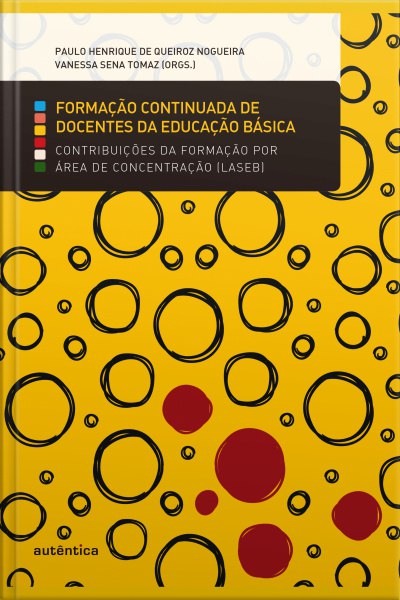 PAULO HENRIQUE DE QUEIROZ NOGUEIRA
VANESSA SENA TOMAZ (ORGS.)
FORMAÇÃO CONTINUADA DE
DOCENTES DA EDUCAÇÃO BÁSICA
CONTRIBUIÇÕES DA FORMAÇÃO POR
ÁREA DE CONCENTRAÇÃO (LASEB)
autêntica